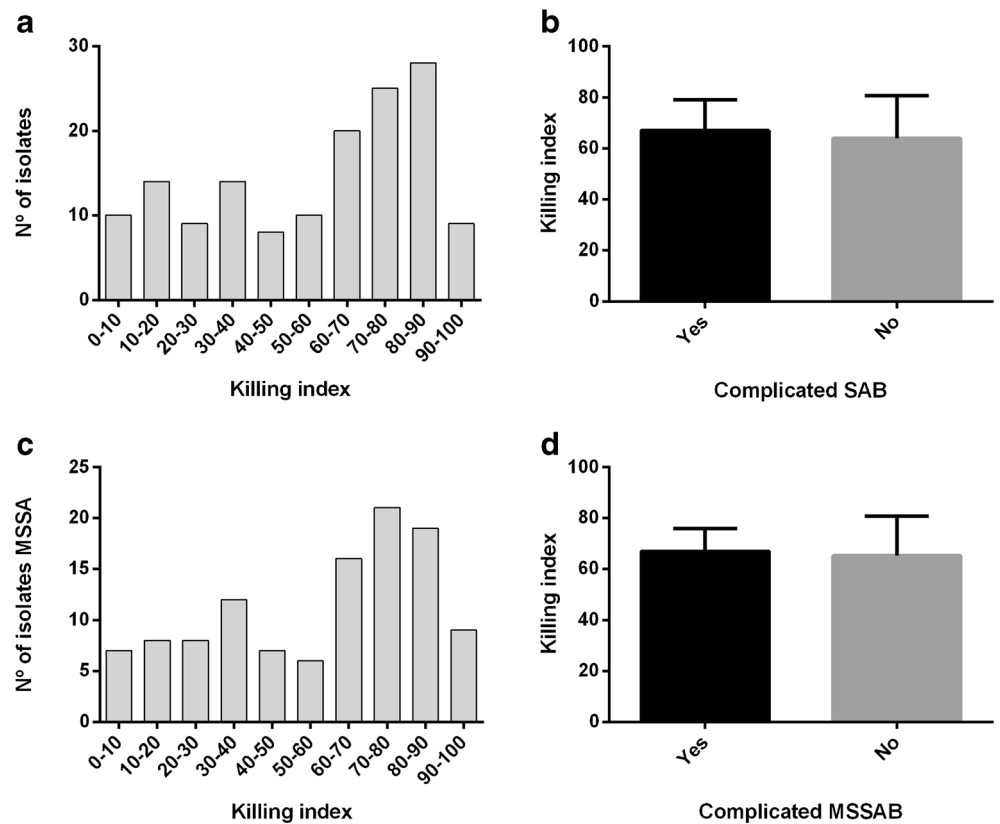 a
30
20
10
0
Nº of isolates
0-10
10-20
20-30
30-40
40-50
50-60
60-70
70-80
80-90
90-100
Killing index
b
100
80
60
40
20
0
Killing index
Yes
No
Complicated SAB
c
25
20
15
10
5
0
Nº of isolates MSSA
0-10
10-20
20-30
30-40
40-50
50-60
60-70
70-80
80-90
90-100
Killing index
d
100
80
60
40
20
0
Killing index
Yes
No
Complicated MSSAB